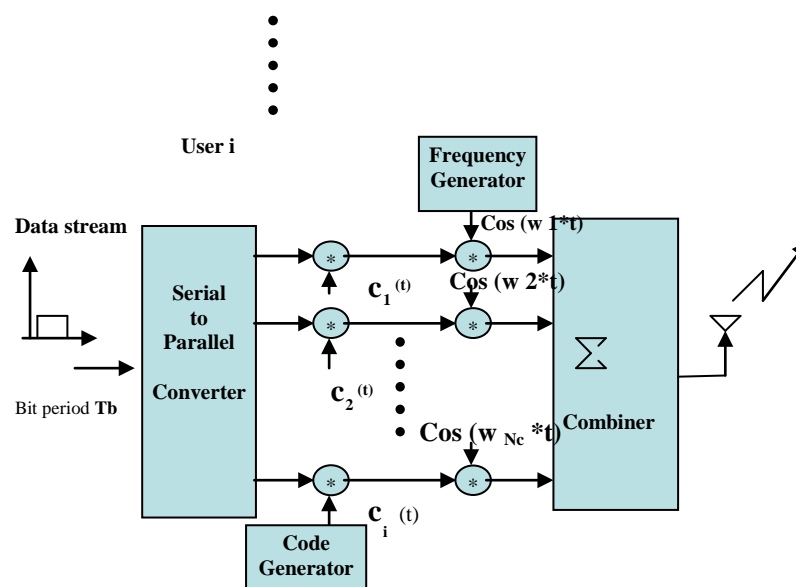 User i
Frequency
Generator
Data stream
Cos (w 1*t)
*
*
c1 (t)
Cos (w 2*t)
Serial
to
Parallel
Converter
*
*
c2 (t)
Σ
Combiner
Bit period Tb
Cos (w Nc *t)
*
*
ci (t)
Code
Generator